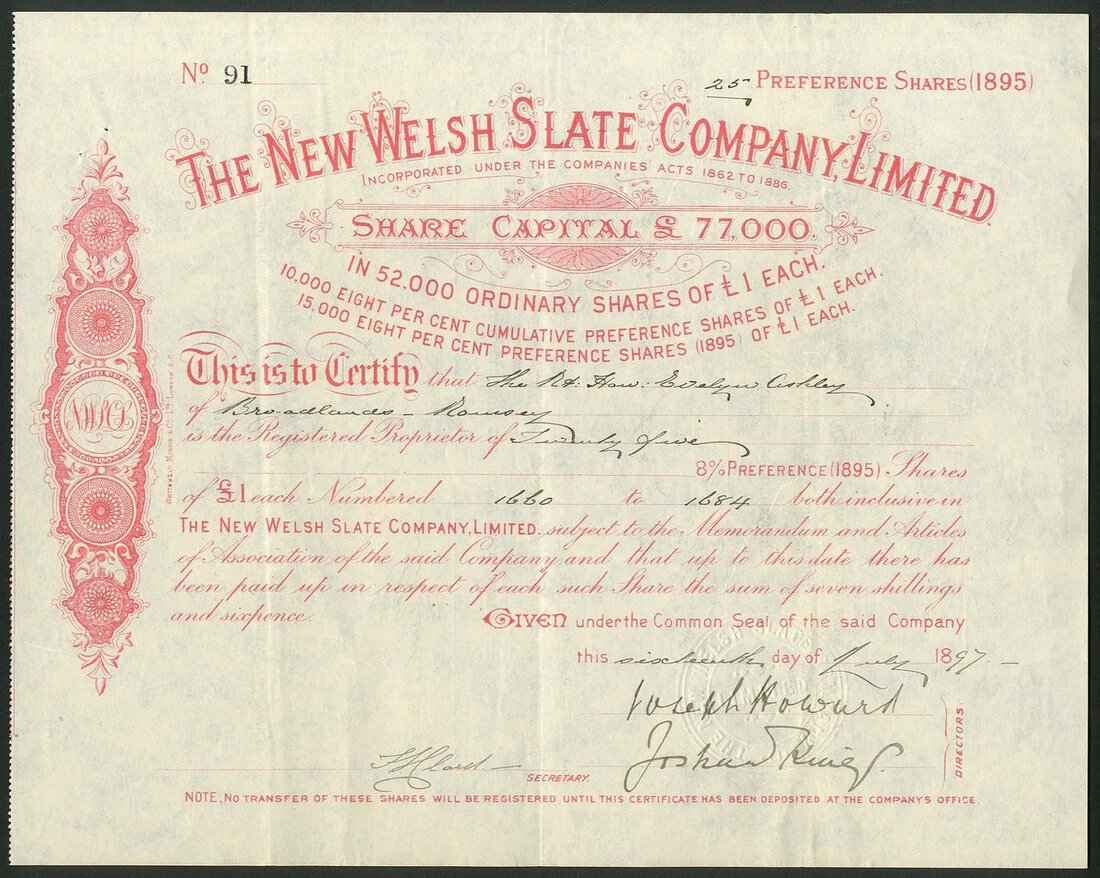 No 91
25 PREFERENCE SHARES (1895)
THE NEW WELSH SLATE COMPANY, LIMITED.
INCORPORATED UNDER THE COMPANIES' ACTS 1862 TO 1886.
SHARE CAPITAL £ 77,000.
IN 52.000 ORDINARY SHARES OF £1 EACH.
10,000 EIGHT PER CENT CUMULATIVE PREFERENCE SHARES OF £1 EACH.
15,000 EIGHT PER CENT PREFERENCE SHARES (1895) OF £1 EACH.
This is to Certify that The Rt: Hon: Evelyn Ashley
of Broadlands - Romsey
is the Registered Proprietor of Twenty five
8% PREFERENCE (1895) Shares
of £1 each Numbered 1660 to 1684 both inclusive in
THE NEW WELSH SLATE COMPANY, LIMITED. subject to the Memorandum and Articles
of Association of the said Company and that up to this date there has
been paid up in respect of each such Share the sum of seven shillings
and sixpence.
GIVEN under the Common Seal of the said Company
this sixteenth day of July 1897.-
Joseph Howard
Joshua King
DIRECTORS.
SECRETARY.
NOTE, NO TRANSFER OF THESE SHARES WILL BE REGISTERED UNTIL THIS CERTIFICATE HAS BEEN DEPOSITED AT THE COMPANY'S OFFICE